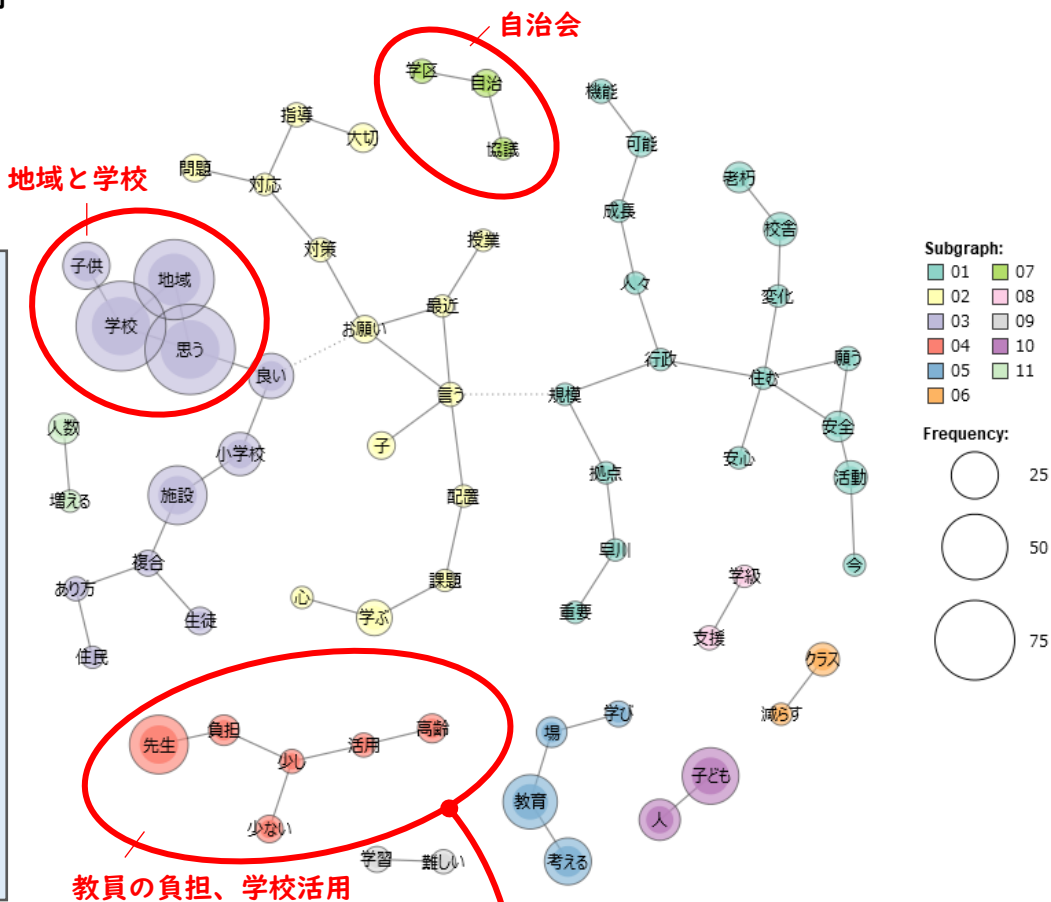 自治会
学区
自治
協議
機能
指導
大切
可能
問題
対応
老朽
地域と学校
成長
校舎
対策
授業
子供
地域
人々
変化
最近
学校
お願い
思う
行政
願う
良い
住む
言う
規模
人数
安全
子
小学校
安心
拠点
活動
施設
増える
配置
早川
複合
今
あり方
課題
学級
心
重要
学ぶ
生徒
支援
住民
クラス
減らす
学び
高齢
負担
場
先生
活用
少し
子ども
教育
人
少ない
学習
難しい
考える
教員の負担、学校活用
Subgraph:
01 07
02 08
03 09
04 10
05 11
06
Frequency:
25
50
75